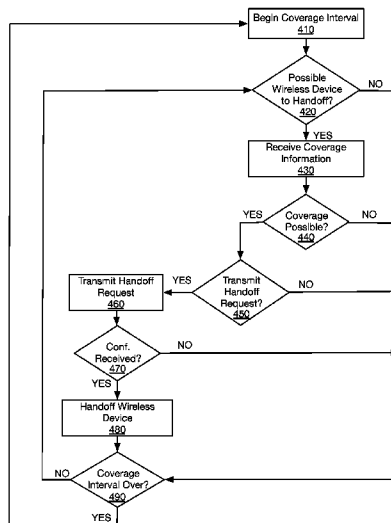 Begin Coverage Interval
410
Possible
Wireless Device
to Handoff?
420
NO
YES
Receive Coverage
Information
430
YES
Coverage
Possible?
440
NO
Transmit Handoff
Request
460
YES
Transmit
Handoff
Request?
450
NO
Conf.
Received?
470
NO
YES
Handoff Wireless
Device
480
NO
Coverage
Interval Over?
490
YES